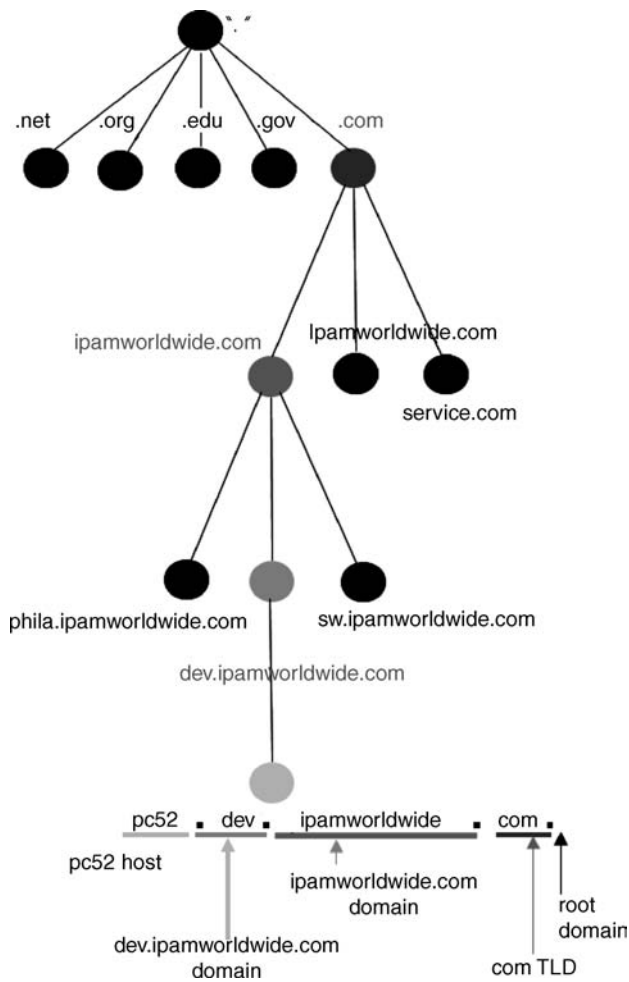 "."
.net .org .edu .gov .com
Ipamworldwide.com
ipamworldwide.com
service.com
phila.ipamworldwide.com sw.ipamworldwide.com
dev.ipamworldwide.com
pc52 . dev . ipamworldwide . com .
pc52 host
ipamworldwide.com
domain
root
domain
dev.ipamworldwide.com
domain
com TLD